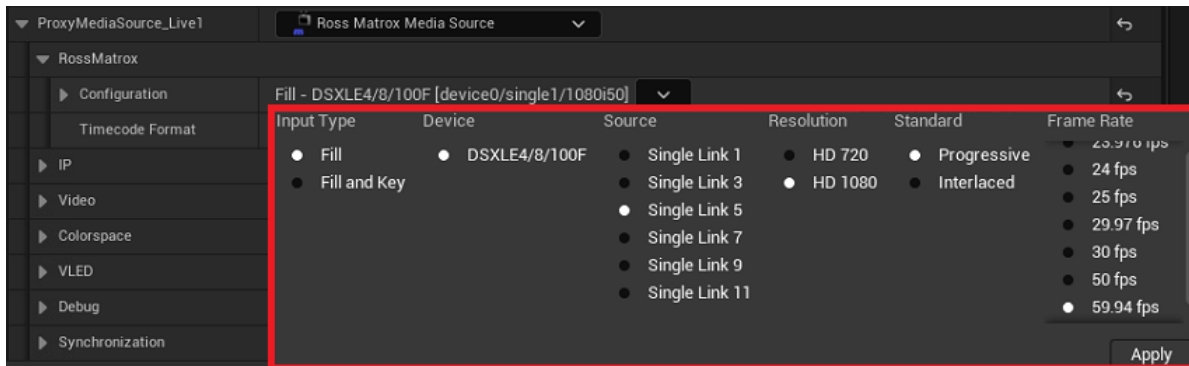 ProxyMediaSource_Live1 Ross Matrox Media Source
RossMatrox
Configuration Fill - DSXLE4/8/100F [device0/single1/1080i50]
Timecode Format
IP
Video
Colorspace
VLED
Debug
Synchronization
Input Type Device Source Resolution Standard Frame Rate
Fill DSXLE4/8/100F Single Link 1 HD 720 Progressive 23.976 fps
Fill and Key Single Link 3 HD 1080 Interlaced 24 fps
Single Link 5 25 fps
Single Link 7 29.97 fps
Single Link 9 30 fps
Single Link 11 50 fps
59.94 fps
Apply